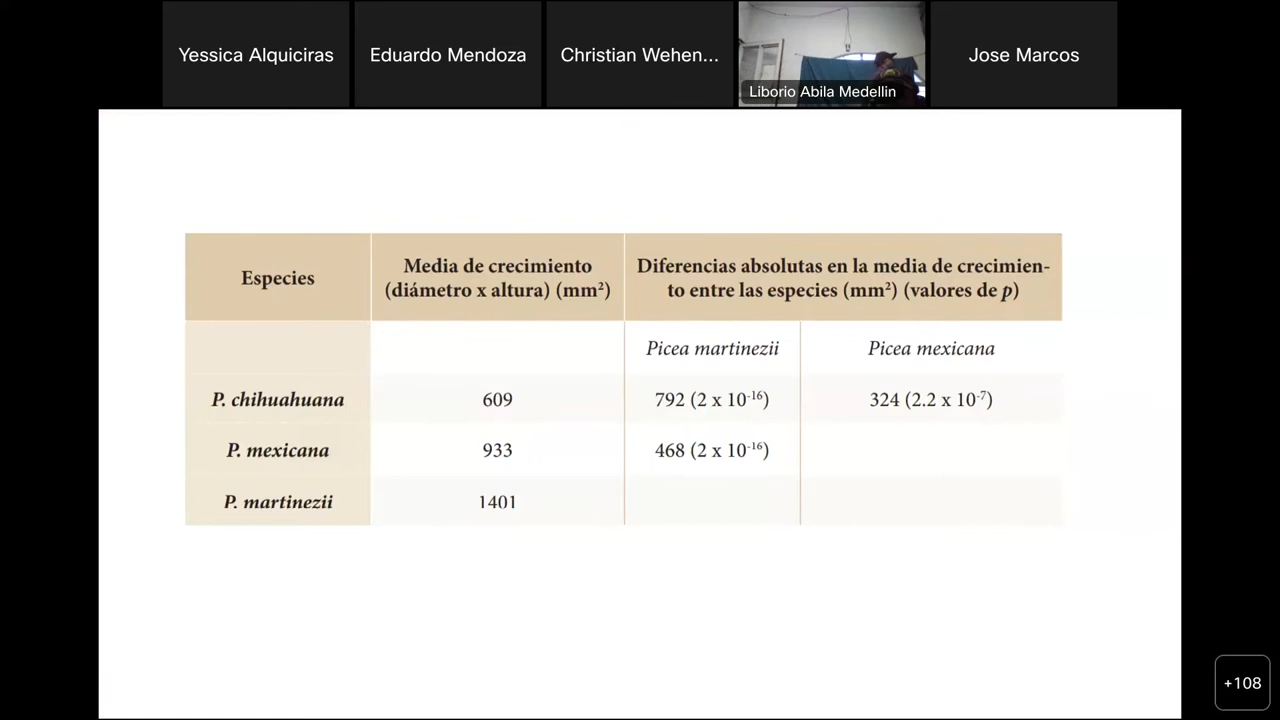 Yessica Alquiciras
Eduardo Mendoza
Christian Wehen...
Liborio Abila Medellin
Jose Marcos
Especies
Media de crecimiento
(diámetro x altura) (mm²)
Diferencias absolutas en la media de crecimien-
to entre las especies (mm²) (valores de p)
Picea martinezii Picea mexicana
P. chihuahuana 609 792 (2 x 10⁻¹⁶) 324 (2.2 x 10⁻⁷)
P. mexicana 933 468 (2 x 10⁻¹⁶)
P. martinezii 1401
+108